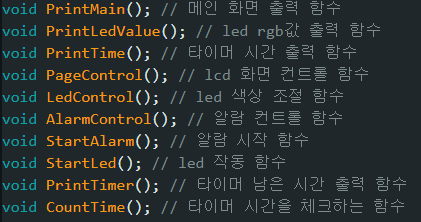 void PrintMain(); // 메인 화면 출력 함수
void PrintLedValue(); // led rgb값 출력 함수
void PrintTime(); // 타이머 시간 출력 함수
void PageControl(); // lcd 화면 컨트롤 함수
void LedControl(); // led 색상 조절 함수
void AlarmControl(); // 알람 컨트롤 함수
void StartAlarm(); // 알람 시작 함수
void StartLed(); // led 작동 함수
void PrintTimer(); // 타이머 남은 시간 출력 함수
void CountTime(); // 타이머 시간을 체크하는 함수